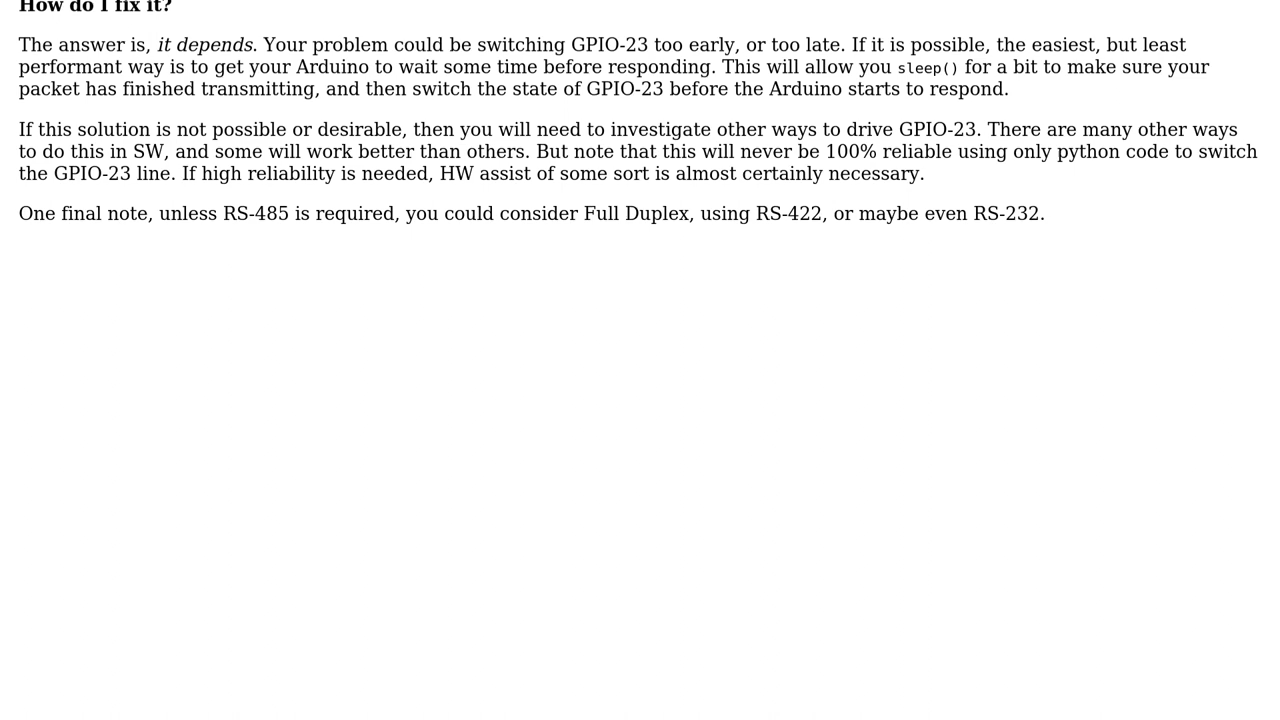 How do I fix it?
The answer is, it depends. Your problem could be switching GPIO-23 too early, or too late. If it is possible, the easiest, but least
performant way is to get your Arduino to wait some time before responding. This will allow you sleep() for a bit to make sure your
packet has finished transmitting, and then switch the state of GPIO-23 before the Arduino starts to respond.
If this solution is not possible or desirable, then you will need to investigate other ways to drive GPIO-23. There are many other ways
to do this in SW, and some will work better than others. But note that this will never be 100% reliable using only python code to switch
the GPIO-23 line. If high reliability is needed, HW assist of some sort is almost certainly necessary.
One final note, unless RS-485 is required, you could consider Full Duplex, using RS-422, or maybe even RS-232.